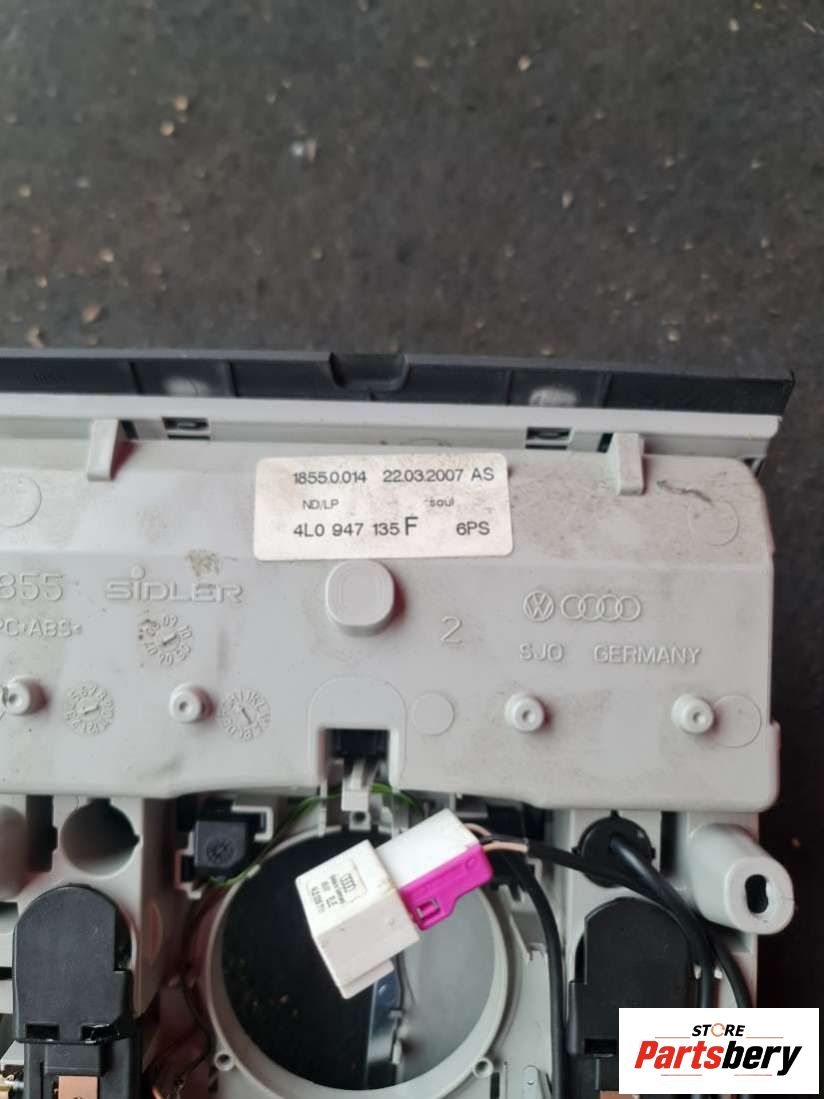 1855.0.014 22.03.2007 AS
ND/LP soul
4L0 947 135 F 6PS
855 SIDLER
PC+ABS<
2
SJO GERMANY
STORE
Partsbery